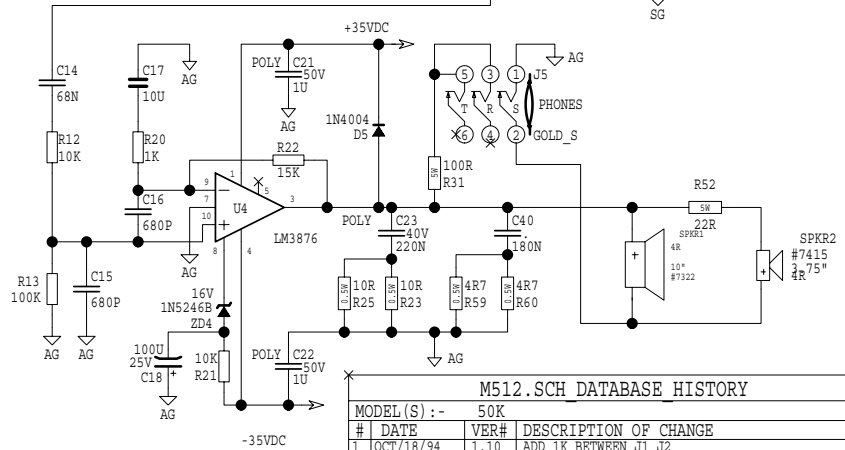 SG
+35VDC
C14
68N
C17
10U
AG
POLY
C21
50V
1U
AG
AG
5
3
1
J5
T
R
S
PHONES
6
4
2
GOLD_S
1N4004
D5
R12
10K
R20
1K
R22
15K
100R
R31
5W
C16
680P
9
7
10
8
1
5
3
4
U4
LM3876
POLY
C23
40V
220N
C40
.
180N
R52
5W
22R
SPKR1
4R
10"
#7322
SPKR2
#7415
3.75"
4R
R13
100K
C15
680P
AG
AG
AG
16V
1N5246B
ZD4
0.5W
10R
R25
0.5W
10R
R23
0.5W
4R7
R59
0.5W
4R7
R60
AG
100U
25V
C18
AG
10K
R21
POLY
C22
50V
1U
-35VDC
M512.SCH_DATABASE_HISTORY
MODEL(S):- 50K
# DATE VER# DESCRIPTION OF CHANGE
1 OCT/18/94 1.10 ADD 1K BETWEEN J1 J2